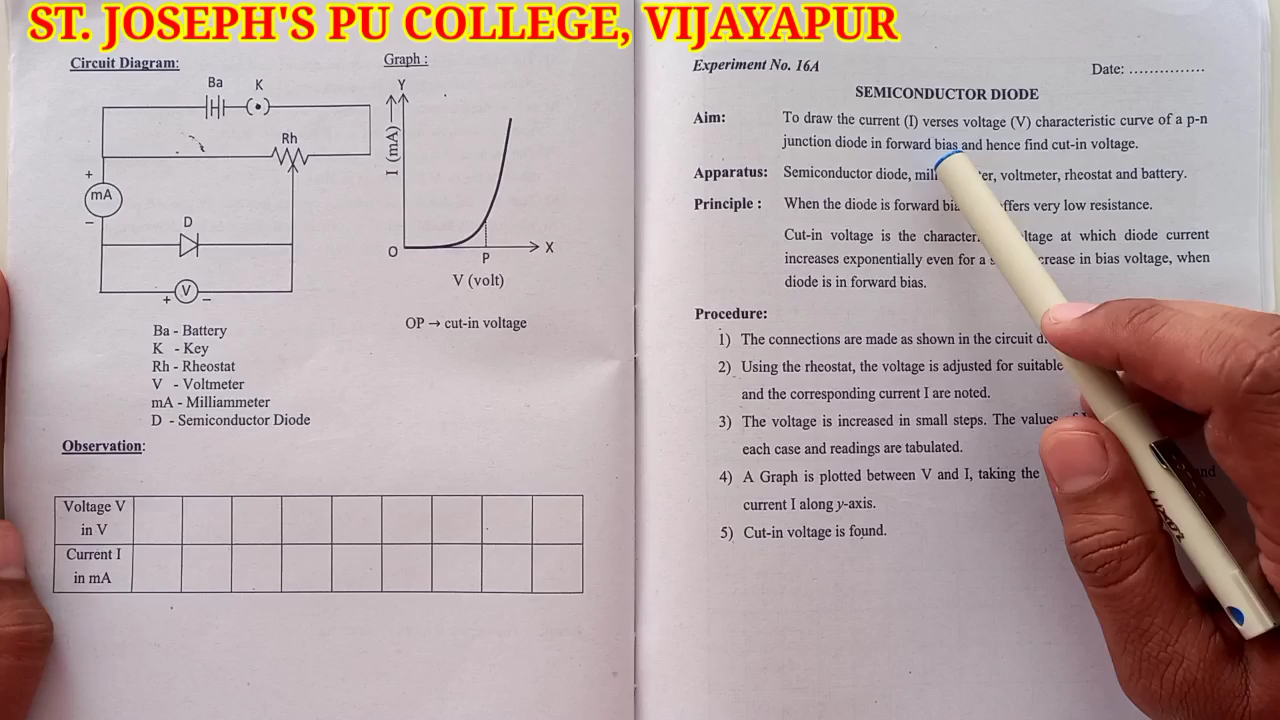 ST. JOSEPH'S PU COLLEGE, VIJAYAPUR
Circuit Diagram:
Ba K
Rh
+
mA
−
D
V
+ −
Ba - Battery
K - Key
Rh - Rheostat
V - Voltmeter
mA - Milliammeter
D - Semiconductor Diode
Graph :
Y
I (mA)
O
P
X
V (volt)
OP → cut-in voltage
Observation:
Voltage V
in V
Current I
in mA
Experiment No. 16A
Date: ...............
SEMICONDUCTOR DIODE
Aim: To draw the current (I) verses voltage (V) characteristic curve of a p-n
junction diode in forward bias and hence find cut-in voltage.
Apparatus: Semiconductor diode, voltmeter, rheostat and battery.
Principle : When the diode is forward very low resistance.
Cut-in voltage is the at which diode current
increases exponentially even for a in bias voltage, when
diode is in forward bias.
Procedure:
1) The connections are made as shown in the circuit
2) Using the rheostat, the voltage is adjusted for suitable
and the corresponding current I are noted.
3) The voltage is increased in small steps. The values
each case and readings are tabulated.
4) A Graph is plotted between V and I, taking the and
current I along y-axis.
5) Cut-in voltage is found.
LUXOR